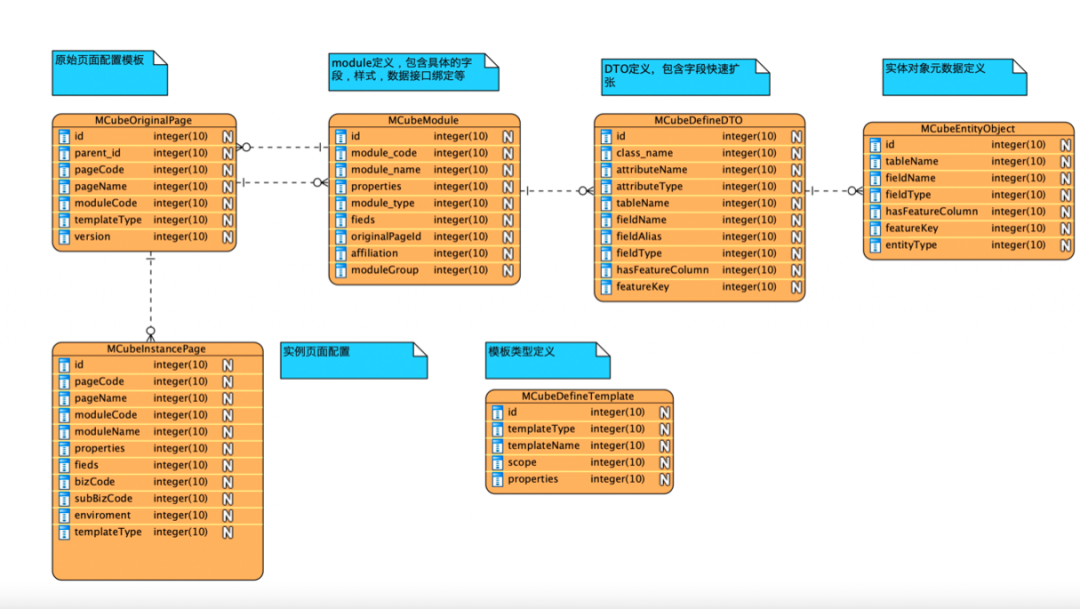 原始页面配置模板
module定义，包含具体的字
段，样式，数据接口绑定等
DTO定义，包含字段快速扩
张
实体对象元数据定义
MCubeOriginalPage
id integer(10) N
parent_id integer(10) N
pageCode integer(10) N
pageName integer(10) N
moduleCode integer(10) N
templateType integer(10) N
version integer(10) N
MCubeModule
id integer(10) N
module_code integer(10) N
module_name integer(10) N
properties integer(10) N
module_type integer(10) N
fieds integer(10) N
originalPageId integer(10) N
affiliation integer(10) N
moduleGroup integer(10) N
MCubeDefineDTO
id integer(10) N
class_name integer(10) N
attributeName integer(10) N
attributeType integer(10) N
tableName integer(10) N
fieldName integer(10) N
fieldAlias integer(10) N
fieldType integer(10) N
hasFeatureColumn integer(10) N
featureKey integer(10) N
MCubeEntityObject
id integer(10) N
tableName integer(10) N
fieldName integer(10) N
fieldType integer(10) N
hasFeatureColumn integer(10) N
featureKey integer(10) N
entityType integer(10) N
MCubeInstancePage
id integer(10) N
pageCode integer(10) N
pageName integer(10) N
moduleCode integer(10) N
moduleName integer(10) N
properties integer(10) N
fieds integer(10) N
bizCode integer(10) N
subBizCode integer(10) N
enviroment integer(10) N
templateType integer(10) N
实例页面配置
模板类型定义
MCubeDefineTemplate
id integer(10) N
templateType integer(10) N
templateName integer(10) N
scope integer(10) N
properties integer(10) N